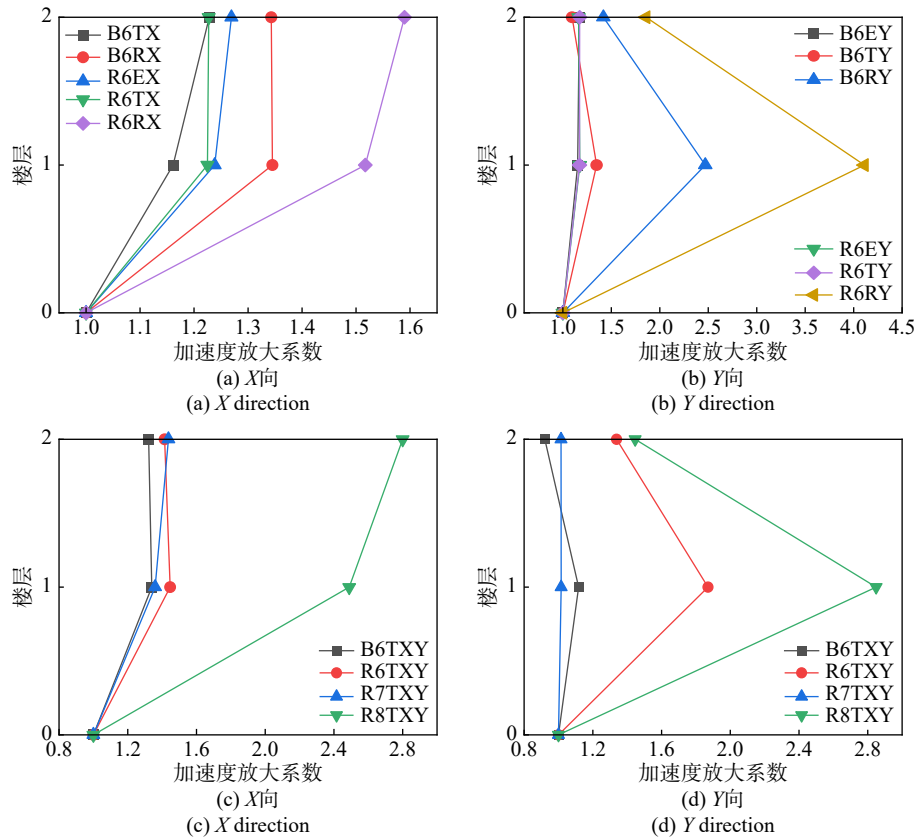 2
B6TX
B6RX
R6EX
R6TX
R6RX
1
0
楼层
1.0 1.1 1.2 1.3 1.4 1.5 1.6
加速度放大系数
(a) X向
(a) X direction
2
B6EY
B6TY
B6RY
1
R6EY
R6TY
R6RY
0
楼层
1.0 1.5 2.0 2.5 3.0 3.5 4.0 4.5
加速度放大系数
(b) Y向
(b) Y direction
2
1
B6TXY
R6TXY
R7TXY
R8TXY
0
楼层
0.8 1.2 1.6 2.0 2.4 2.8
加速度放大系数
(c) X向
(c) X direction
2
1
B6TXY
R6TXY
R7TXY
R8TXY
0
楼层
0.8 1.2 1.6 2.0 2.4 2.8
加速度放大系数
(d) Y向
(d) Y direction